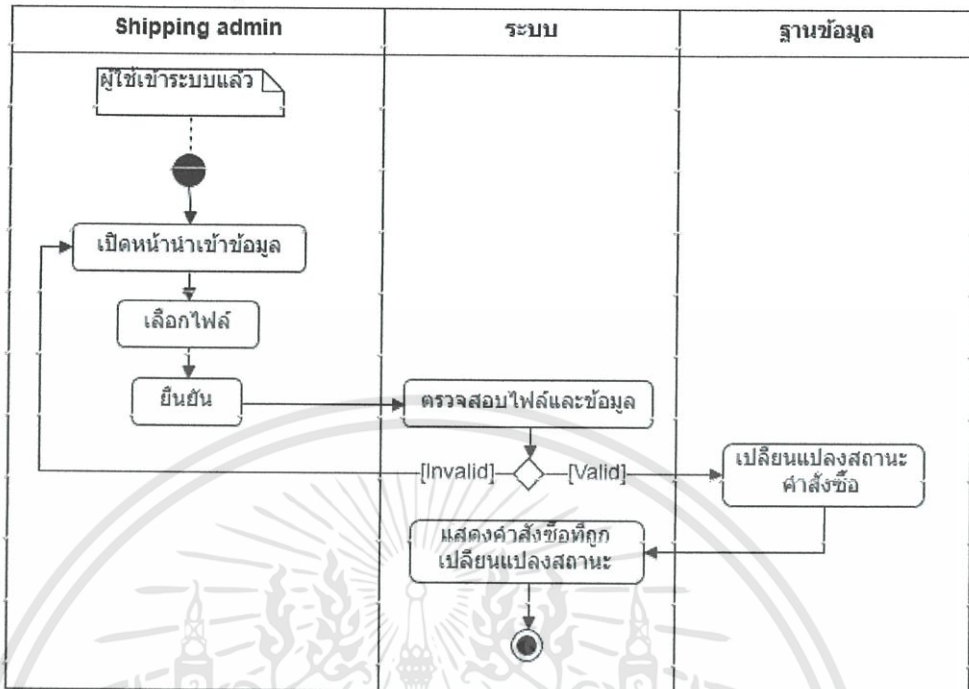 Shipping admin
ระบบ
ฐานข้อมูล
ผู้ใช้เข้าระบบแล้ว
เปิดหน้านำเข้าข้อมูล
เลือกไฟล์
ยืนยัน
ตรวจสอบไฟล์และข้อมูล
[Invalid]
[Valid]
เปลี่ยนแปลงสถานะ
คำสั่งซื้อ
แสดงคำสั่งซื้อที่ถูก
เปลี่ยนแปลงสถานะ